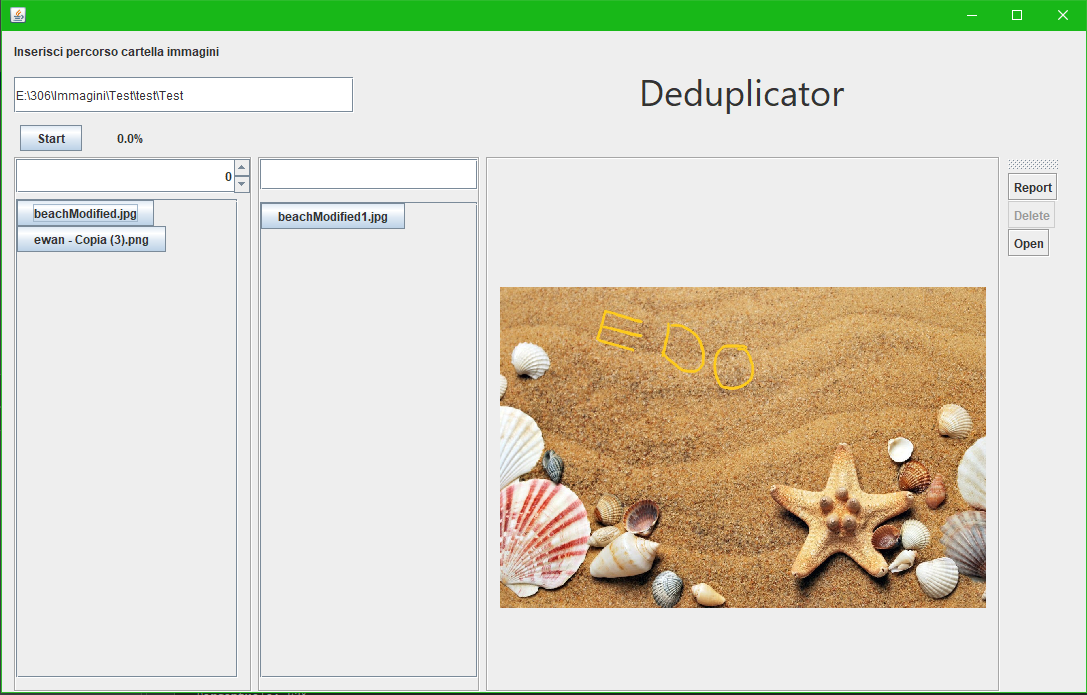 Inserisci percorso cartella immagini
E:\306\Immagini\Test\test\Test
Deduplicator
Start 0.0%
0
beachModified.jpg
ewan - Copia (3).png
beachModified1.jpg
Report
Delete
Open
EDO